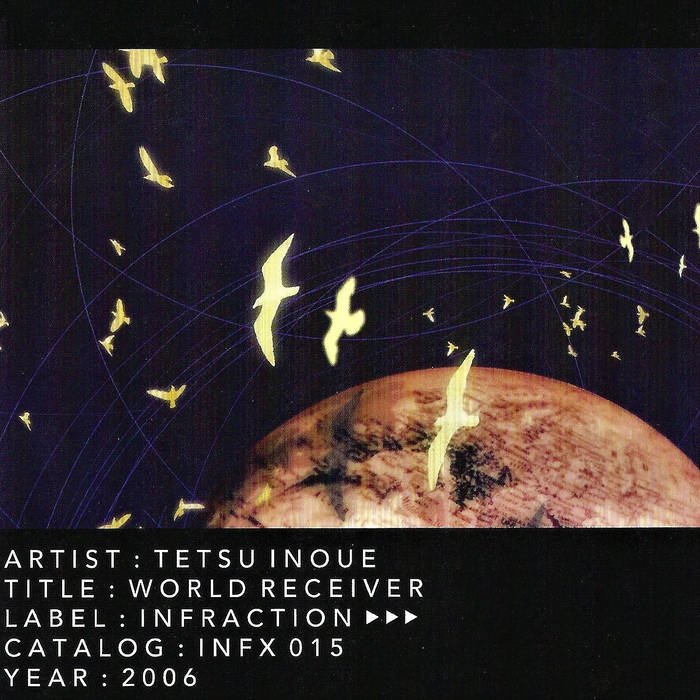 ARTIST : TETSU INOUE
TITLE : WORLD RECEIVER
LABEL : INFRACTION ▶▶▶
CATALOG : INFX 015
YEAR : 2006